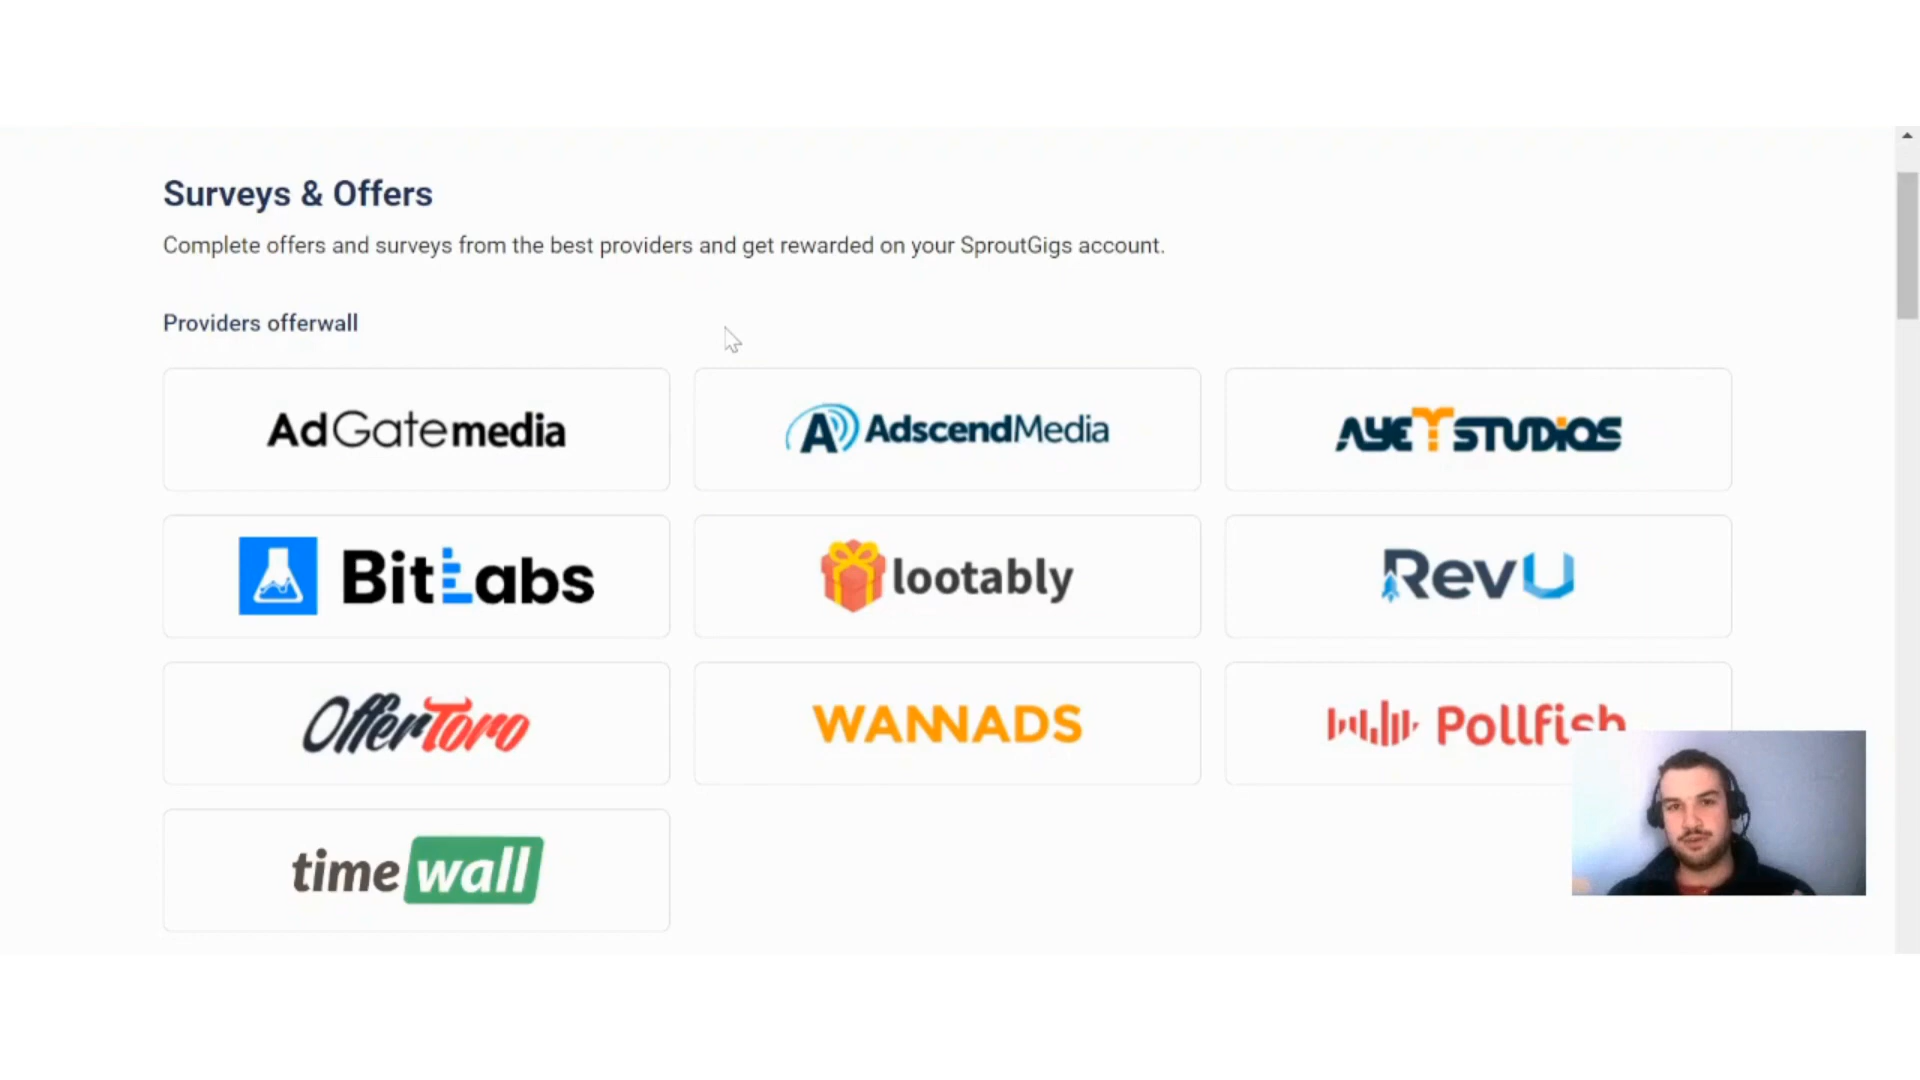 Surveys & Offers
Complete offers and surveys from the best providers and get rewarded on your SproutGigs account.
Providers offerwall
AdGatemedia
AdscendMedia
AYET STUDIOS
BitLabs
lootably
RevU
OfferToro
WANNADS
Pollfish
timewall